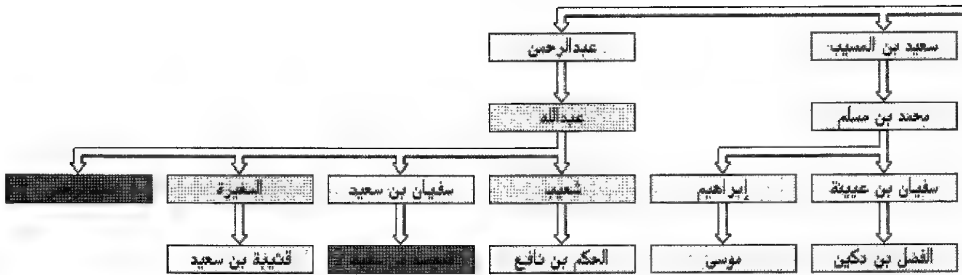 سعيد بن المسيب
عبدالرحمن
محمد بن مسلم
عبدالله
سفيان بن عيينة
إبراهيم
شعيب
سفيان بن سعيد
المغيرة
الفضل بن دكين
موسى
الحكم بن نافع
قتيبة بن سعيد